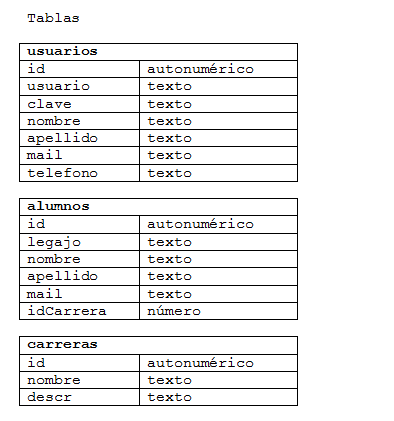 Tablas
usuarios
id autonumérico
usuario texto
clave texto
nombre texto
apellido texto
mail texto
telefono texto
alumnos
id autonumérico
legajo texto
nombre texto
apellido texto
mail texto
idCarrera número
carreras
id autonumérico
nombre texto
descr texto